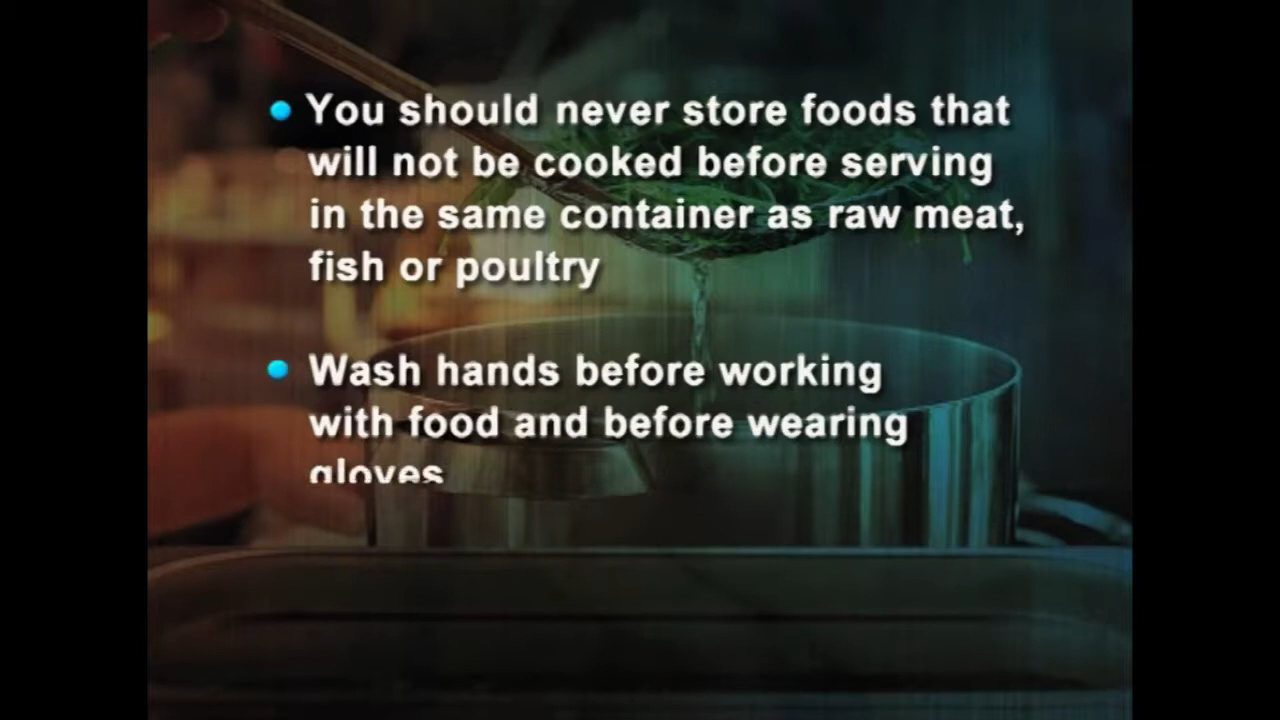 You should never store foods that
will not be cooked before serving
in the same container as raw meat,
fish or poultry
Wash hands before working
with food and before wearing
gloves